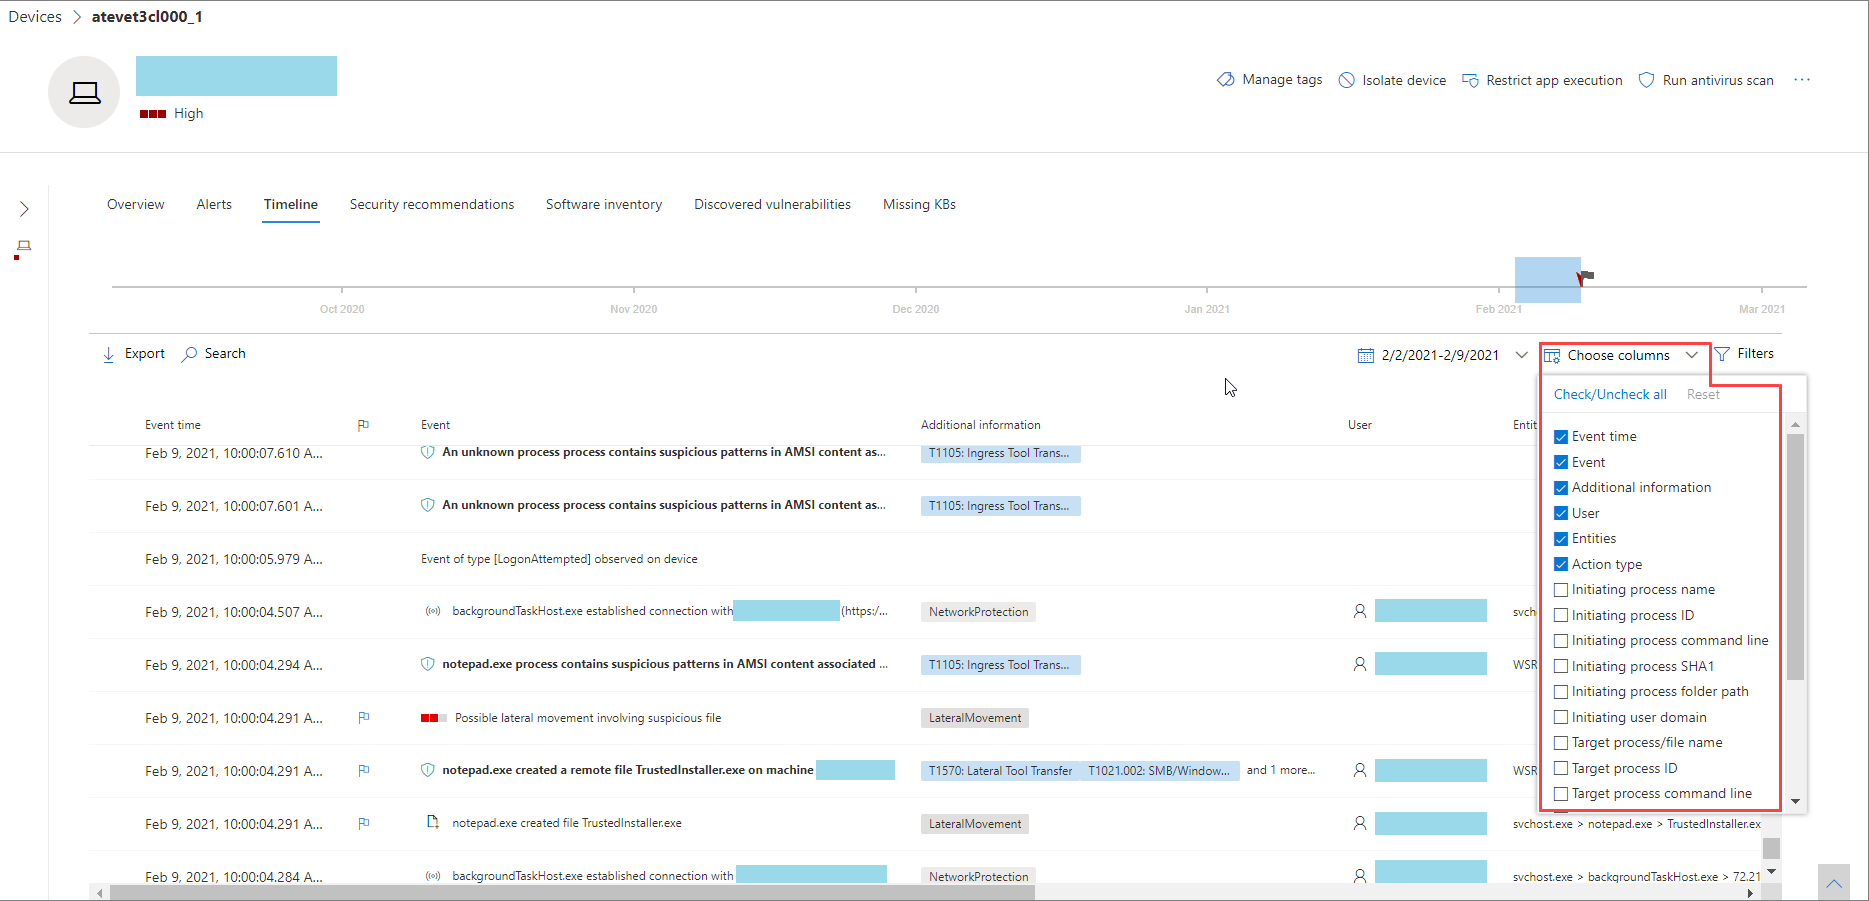 Devices > atevet3cl000_1
High
Manage tags Isolate device Restrict app execution Run antivirus scan ...
Overview Alerts Timeline Security recommendations Software inventory Discovered vulnerabilities Missing KBs
Oct 2020 Nov 2020 Dec 2020 Jan 2021 Feb 2021 Mar 2021
Export Search 2/2/2021-2/9/2021 Choose columns Filters
Check/Uncheck all Reset
Event time
Event
Additional information
User
Entities
Action type
Initiating process name
Initiating process ID
Initiating process command line
Initiating process SHA1
Initiating process folder path
Initiating user domain
Target process/file name
Target process ID
Target process command line
Event time Event Additional information User Entit
Feb 9, 2021, 10:00:07.610 A... An unknown process process contains suspicious patterns in AMSI content as... T1105: Ingress Tool Trans...
Feb 9, 2021, 10:00:07.601 A... An unknown process process contains suspicious patterns in AMSI content as... T1105: Ingress Tool Trans...
Feb 9, 2021, 10:00:05.979 A... Event of type [LogonAttempted] observed on device
Feb 9, 2021, 10:00:04.507 A... backgroundTaskHost.exe established connection with (https:/... NetworkProtection svch
Feb 9, 2021, 10:00:04.294 A... notepad.exe process contains suspicious patterns in AMSI content associated ... T1105: Ingress Tool Trans... WSR
Feb 9, 2021, 10:00:04.291 A... Possible lateral movement involving suspicious file LateralMovement
Feb 9, 2021, 10:00:04.291 A... notepad.exe created a remote file TrustedInstaller.exe on machine T1570: Lateral Tool Transfer T1021.002: SMB/Window... and 1 more... WSR
Feb 9, 2021, 10:00:04.291 A... notepad.exe created file TrustedInstaller.exe LateralMovement svchost.exe > notepad.exe > TrustedInstaller.ex
Feb 9, 2021, 10:00:04.284 A... backgroundTaskHost.exe established connection with NetworkProtection svchost.exe > backgroundTaskHost.exe > 72.21